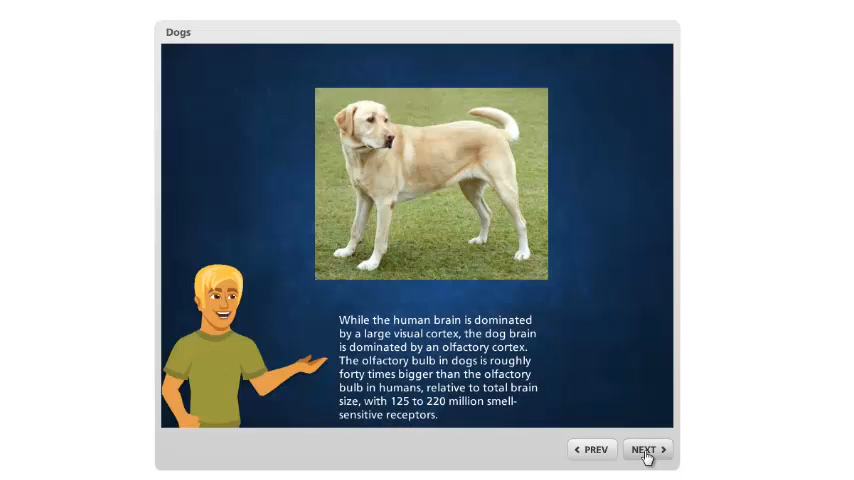 Dogs
While the human brain is dominated
by a large visual cortex, the dog brain
is dominated by an olfactory cortex.
The olfactory bulb in dogs is roughly
forty times bigger than the olfactory
bulb in humans, relative to total brain
size, with 125 to 220 million smell-
sensitive receptors.
PREV
NEXT